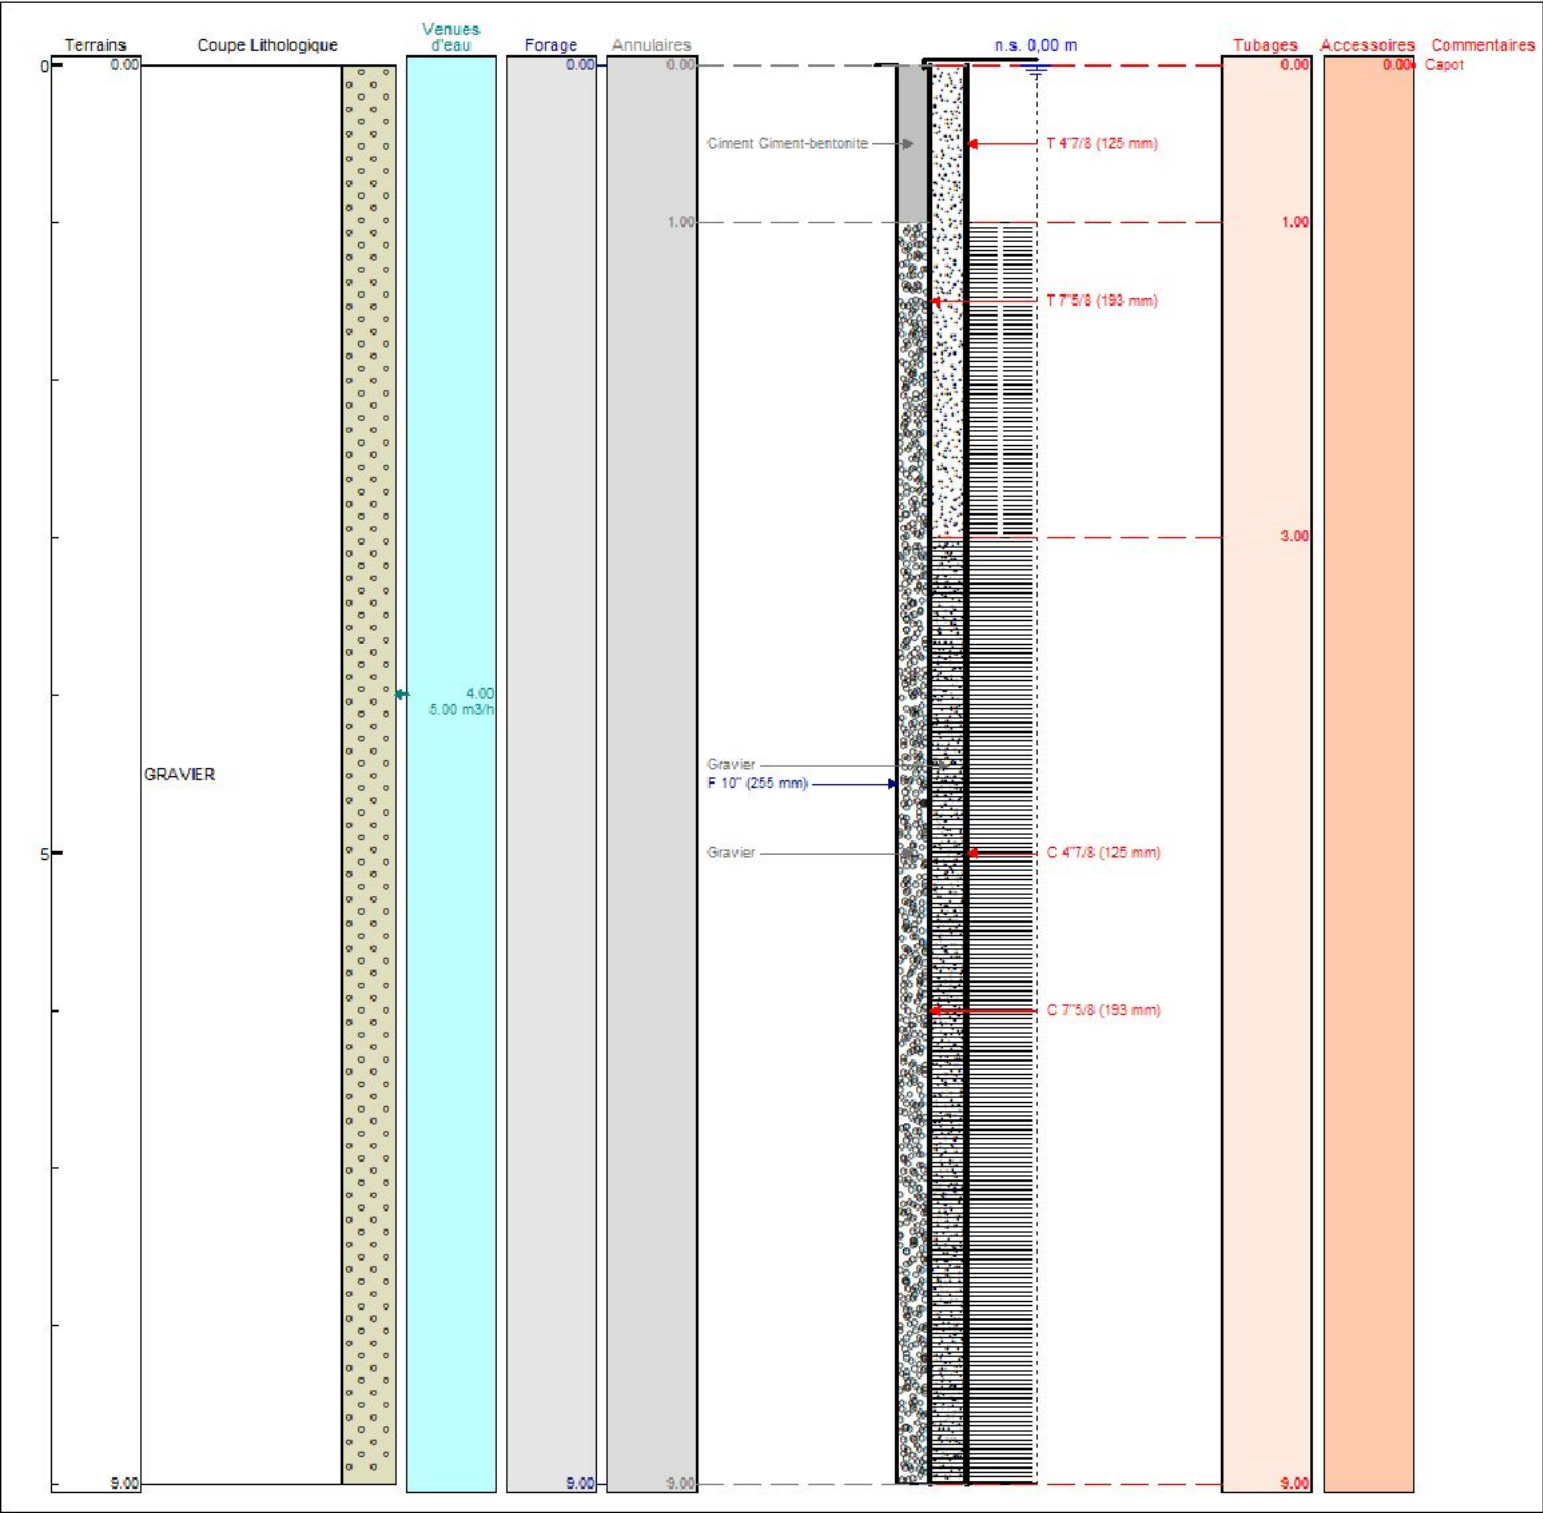 Terrains
Coupe Lithologique
Venues
d'eau
Forage
Annulaires
n.s. 0,00 m
Tubages
Accessoires
Commentaires
0
0.00
0.00
0.00
0.00
0.00
Capot
Ciment Ciment-bentonite
T 4"7/8 (125 mm)
1.00
1.00
T 7"5/8 (193 mm)
3.00
4.00
5.00 m3/h
GRAVIER
Gravier
F 10" (255 mm)
5
Gravier
C 4"7/8 (125 mm)
C 7"5/8 (193 mm)
9.00
9.00
9.00
9.00